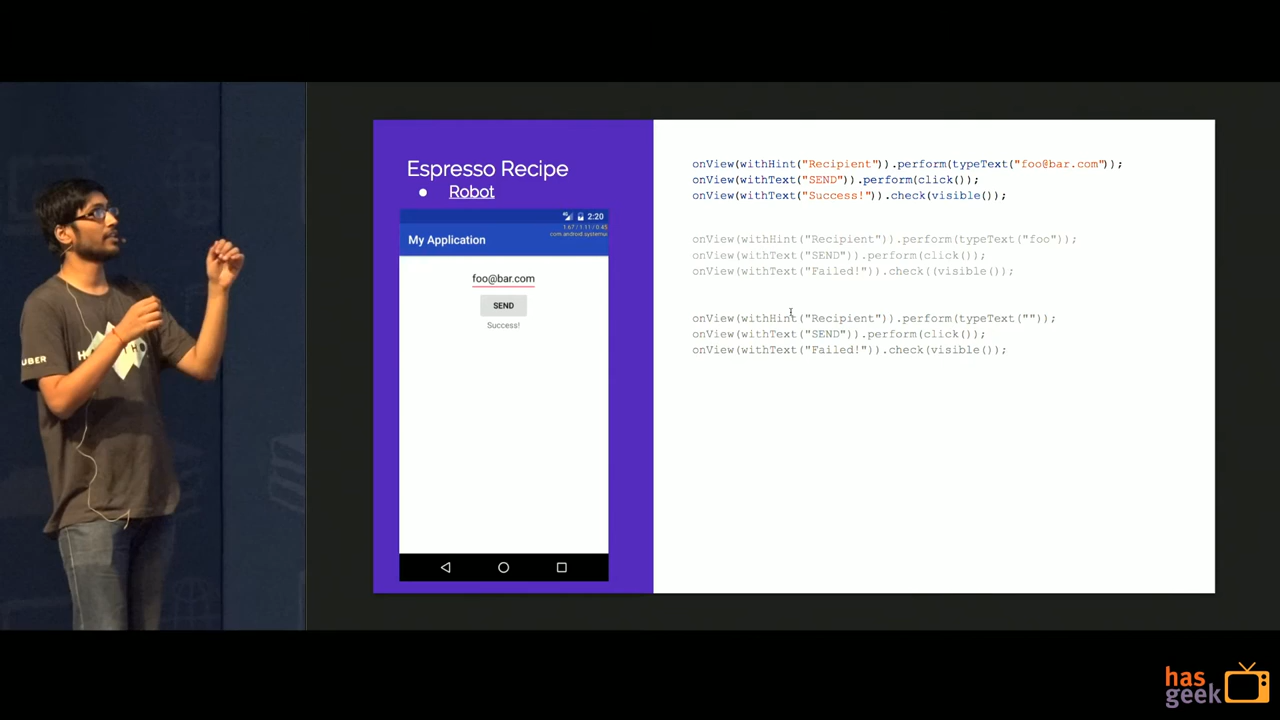 Espresso Recipe
● Robot
2:20
My Application
foo@bar.com
SEND
Success!
onView(withHint("Recipient")).perform(typeText("foo@bar.com"));
onView(withText("SEND")).perform(click());
onView(withText("Success!")).check(visible());
onView(withHint("Recipient")).perform(typeText("foo"));
onView(withText("SEND")).perform(click());
onView(withText("Failed!")).check((visible());
onView(withHint("Recipient")).perform(typeText(""));
onView(withText("SEND")).perform(click());
onView(withText("Failed!")).check(visible());
UBER
has
geek